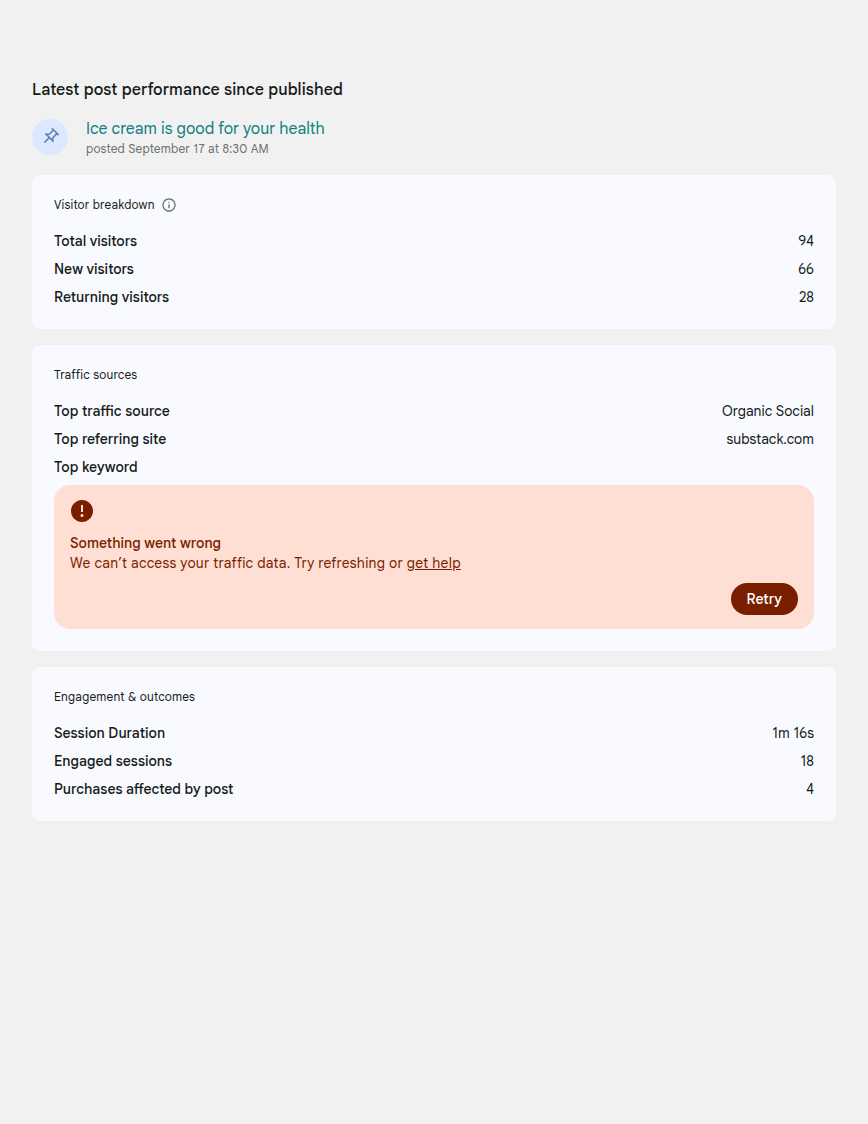 Latest post performance since published
Ice cream is good for your health
posted September 17 at 8:30 AM
Visitor breakdown
Total visitors 94
New visitors 66
Returning visitors 28
Traffic sources
Top traffic source Organic Social
Top referring site substack.com
Top keyword
Something went wrong
We can’t access your traffic data. Try refreshing or get help
Retry
Engagement & outcomes
Session Duration 1m 16s
Engaged sessions 18
Purchases affected by post 4